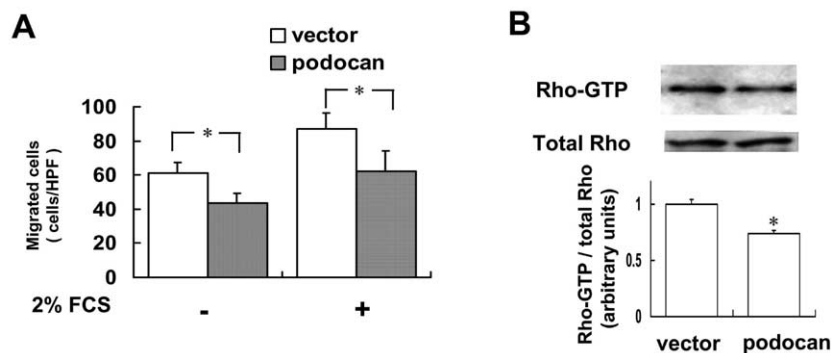 A
vector
podocan
100
80
60
40
20
0
Migrated cells
( cells/HPF)
*
*
2% FCS
-
+
B
Rho-GTP
Total Rho
Rho-GTP / total Rho
(arbitrary units)
1
0.5
0
*
vector podocan